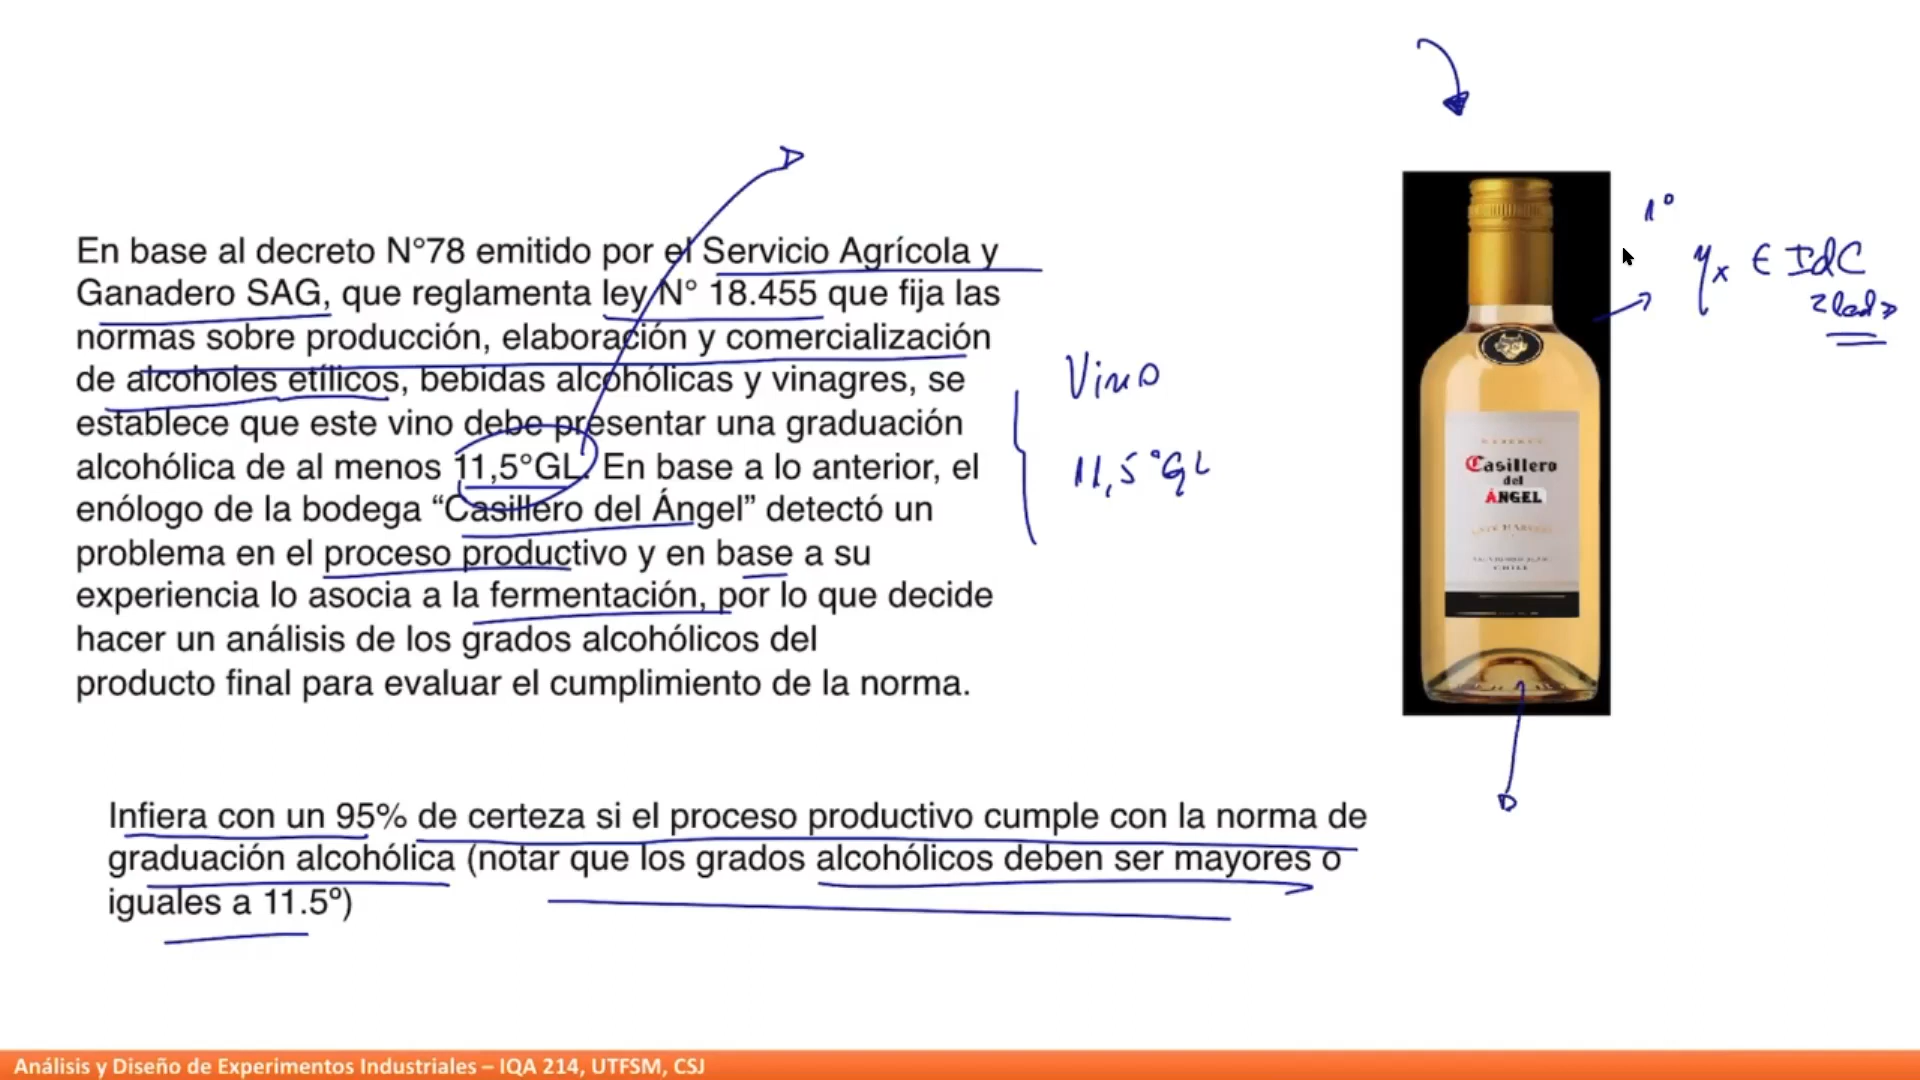 En base al decreto N°78 emitido por el Servicio Agrícola y
Ganadero SAG, que reglamenta ley N° 18.455 que fija las
normas sobre producción, elaboración y comercialización
de alcoholes etílicos, bebidas alcohólicas y vinagres, se
establece que este vino debe presentar una graduación
alcohólica de al menos 11,5°GL. En base a lo anterior, el
enólogo de la bodega “Casillero del Ángel” detectó un
problema en el proceso productivo y en base a su
experiencia lo asocia a la fermentación, por lo que decide
hacer un análisis de los grados alcohólicos del
producto final para evaluar el cumplimiento de la norma.
Vino
11,5°GL
1°
∈ IdC
Casillero
del
ÁNGEL
CHILE
Infiera con un 95% de certeza si el proceso productivo cumple con la norma de
graduación alcohólica (notar que los grados alcohólicos deben ser mayores o
iguales a 11.5º)
Análisis y Diseño de Experimentos Industriales – IQA 214, UTFSM, CSJ